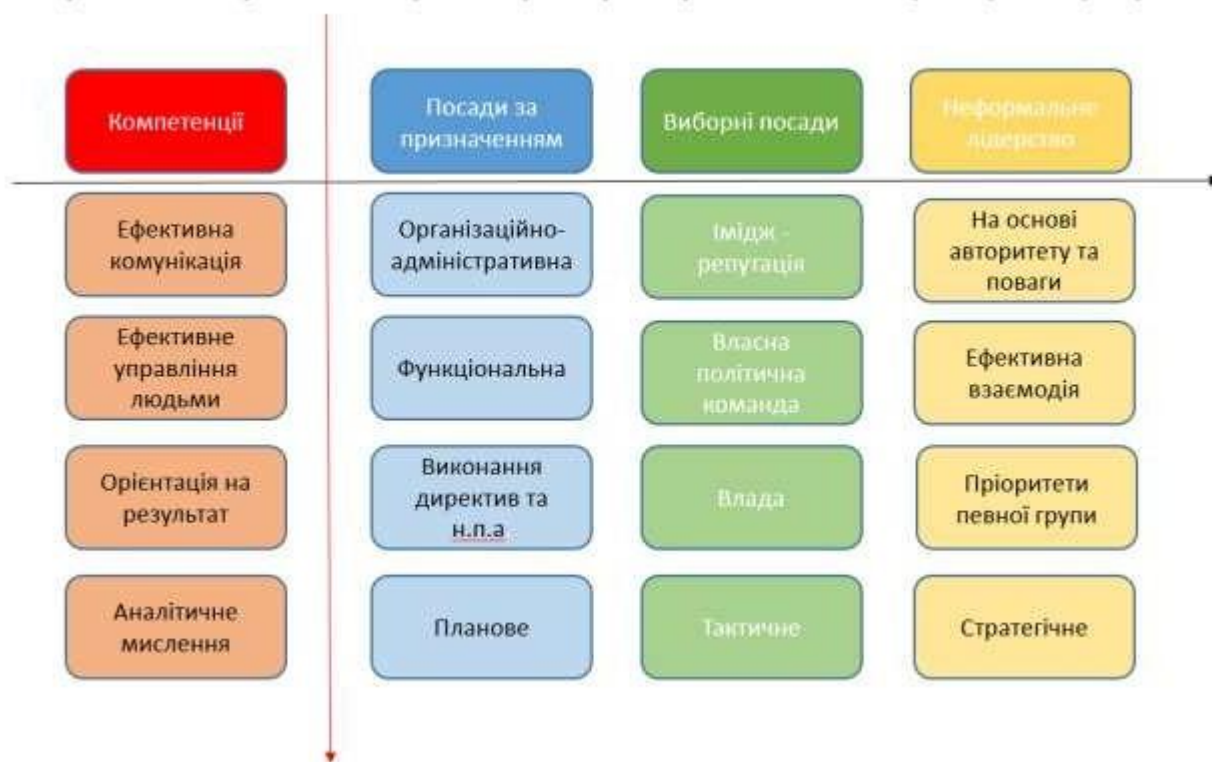 Компетенції
Посади за
призначенням
Виборні посади
Неформальне
лідерство
Ефективна
комунікація
Організаційно-
адміністративна
Імідж -
репутація
На основі
авторитету та
поваги
Ефективне
управління
людьми
Функціональна
Власна
політична
команда
Ефективна
взаємодія
Орієнтація на
результат
Виконання
директив та
н.п.а
Влада
Пріоритети
певної групи
Аналітичне
мислення
Планове
Тактичне
Стратегічне